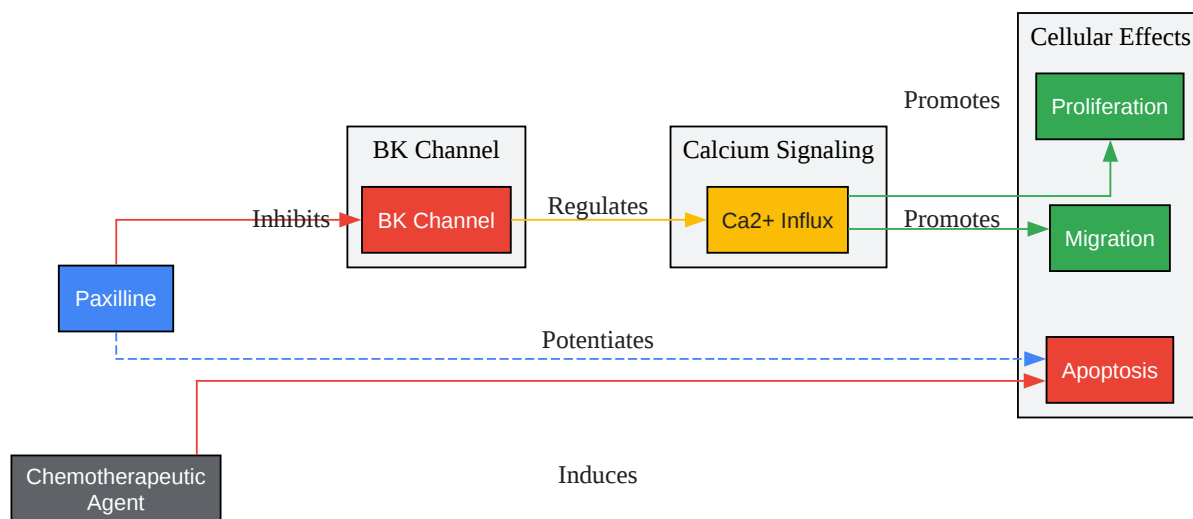 Cellular Effects
Promotes
Proliferation
BK Channel
Calcium Signaling
Inhibits
BK Channel
Regulates
Ca2+ Influx
Promotes
Migration
Paxilline
Potentiates
Apoptosis
Chemotherapeutic
Agent
Induces